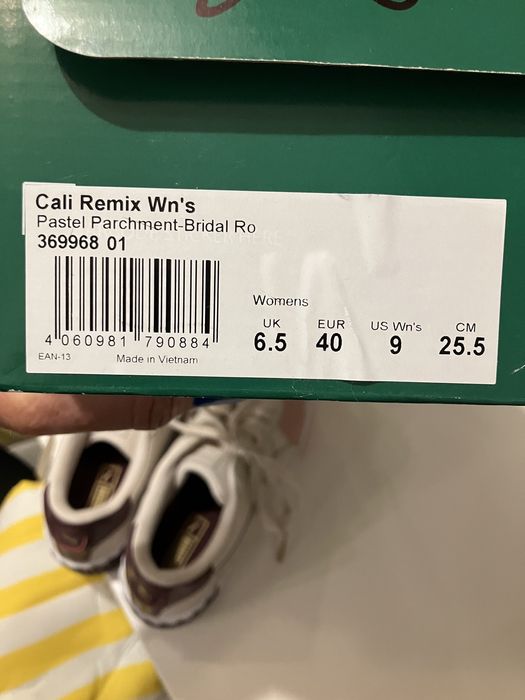 Cali Remix Wn's
Pastel Parchment-Bridal Ro
369968 01
4 060981 790884
EAN-13 Made in Vietnam
Womens
UK EUR US Wn's CM
6.5 40 9 25.5